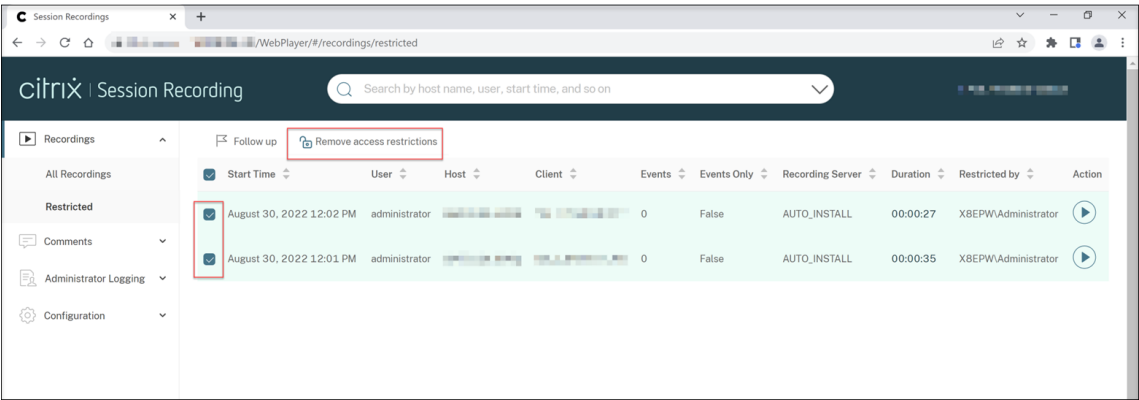 Session Recordings
/WebPlayer/#/recordings/restricted
citrix | Session Recording
Search by host name, user, start time, and so on
Recordings
Follow up
Remove access restrictions
All Recordings
Start Time User Host Client Events Events Only Recording Server Duration Restricted by Action
Restricted
August 30, 2022 12:02 PM administrator 0 False AUTO_INSTALL 00:00:27 X8EPW\Administrator
Comments
August 30, 2022 12:01 PM administrator 0 False AUTO_INSTALL 00:00:35 X8EPW\Administrator
Administrator Logging
Configuration